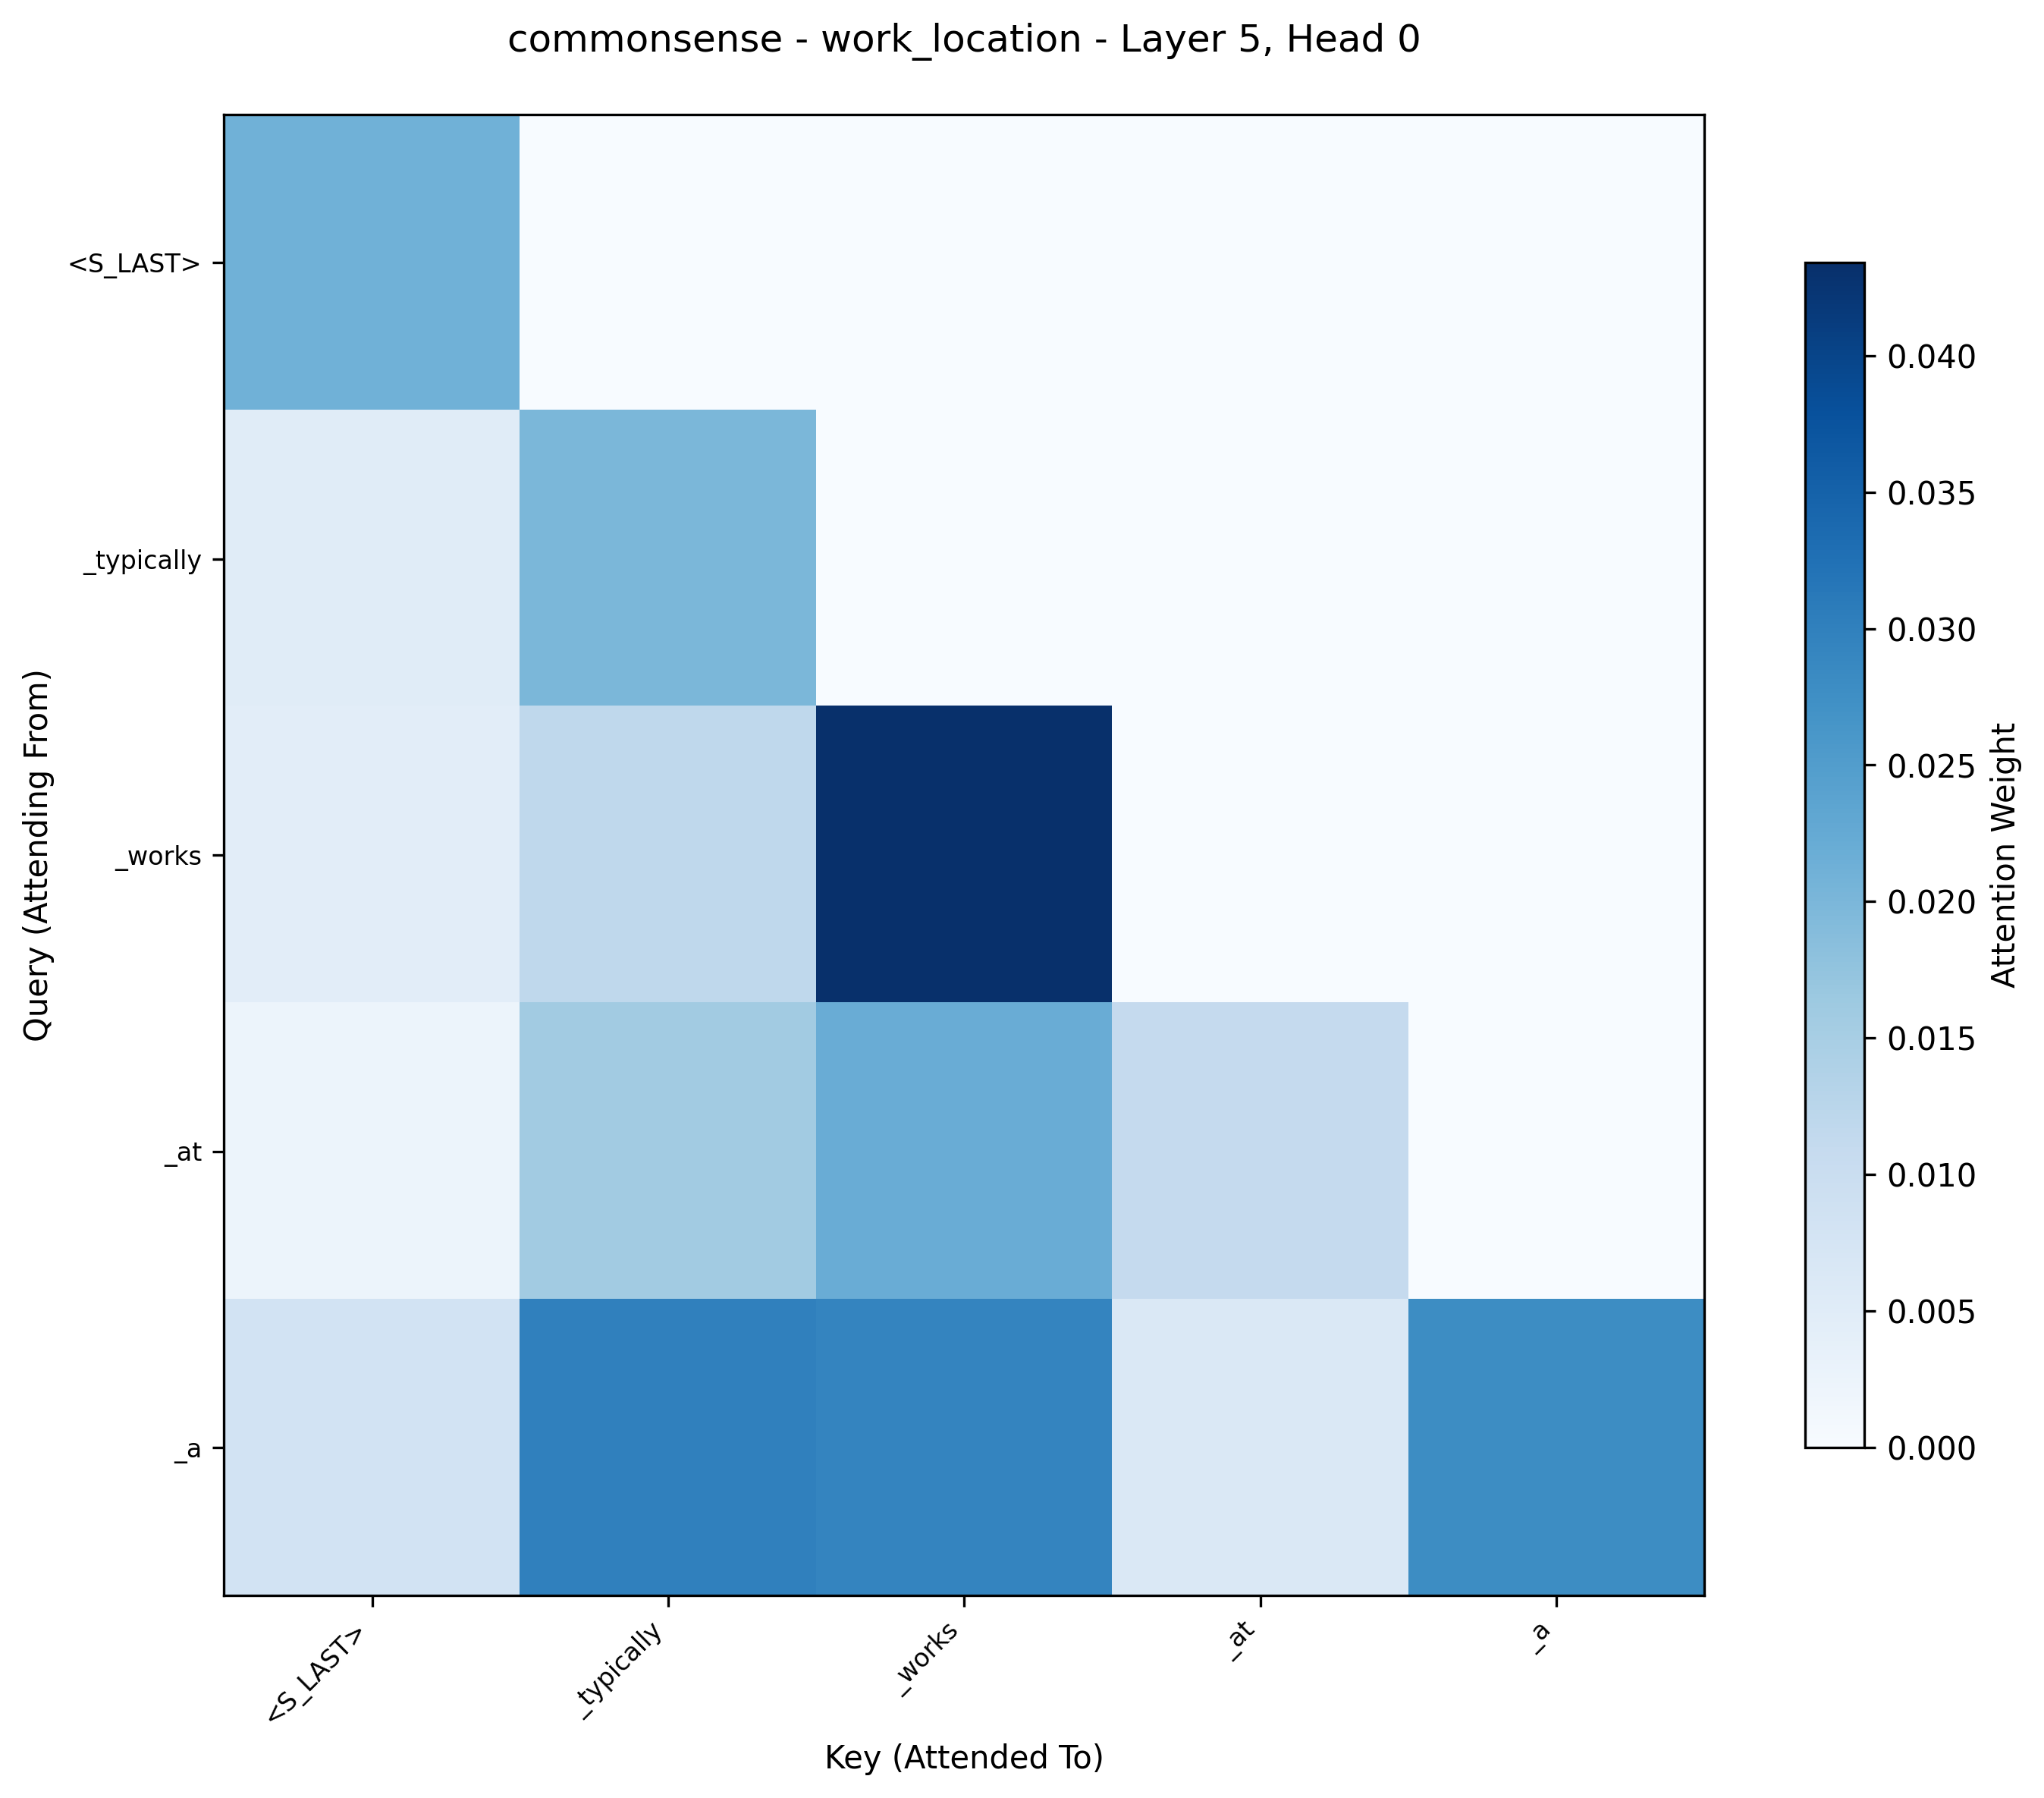 commonsense - work_location - Layer 5, Head 0
Query (Attending From)
<S_LAST>
_typically
_works
_at
_a
<S_LAST>
_typically
_works
_at
_a
Key (Attended To)
0.040
0.035
0.030
0.025
0.020
0.015
0.010
0.005
0.000
Attention Weight